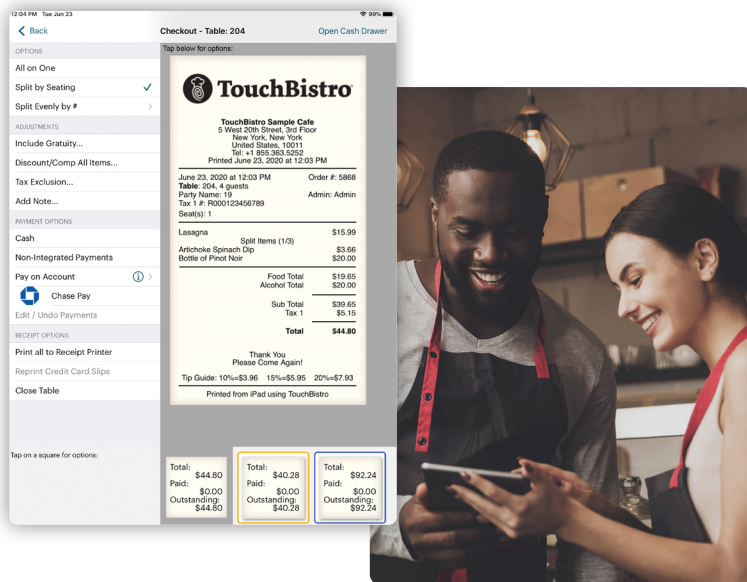 12:04 PM Tue Jun 23
99%
Back
Checkout - Table: 204
Open Cash Drawer
OPTIONS
All on One
Split by Seating
Split Evenly by #
ADJUSTMENTS
Include Gratuity...
Discount/Comp All Items...
Tax Exclusion...
Add Note...
PAYMENT OPTIONS
Cash
Non-Integrated Payments
Pay on Account
Chase Pay
Edit / Undo Payments
RECEIPT OPTIONS
Print all to Receipt Printer
Reprint Credit Card Slips
Close Table
Tap on a square for options:
Tap below for options:
TouchBistro
TouchBistro Sample Cafe
5 West 20th Street, 3rd Floor
New York, New York
United States, 10011
Tel: +1 855.363.5252
Printed June 23, 2020 at 12:03 PM
June 23, 2020 at 12:03 PM Order #: 5868
Table: 204, 4 guests
Party Name: 19 Admin: Admin
Tax 1 #: R000123456789
Seat(s): 1
Lasagna $15.99
Split Items (1/3)
Artichoke Spinach Dip $3.66
Bottle of Pinot Noir $20.00
Food Total $19.65
Alcohol Total $20.00
Sub Total $39.65
Tax 1 $5.15
Total $44.80
Thank You
Please Come Again!
Tip Guide: 10%=$3.96 15%=$5.95 20%=$7.93
Printed from iPad using TouchBistro
Total:
$44.80
Paid:
$0.00
Outstanding:
$44.80
Total:
$40.28
Paid:
$0.00
Outstanding:
$40.28
Total:
$92.24
Paid:
$0.00
Outstanding:
$92.24